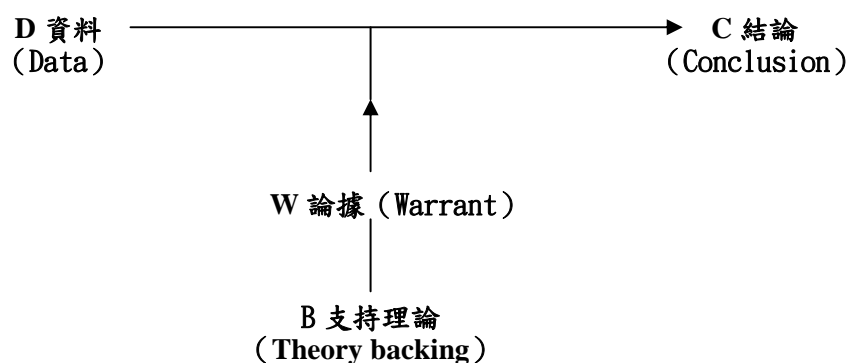 D 資料
（Data）
C 結論
（Conclusion）
W 論據（Warrant）
B 支持理論
（Theory backing）